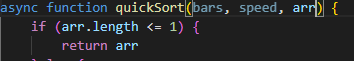 async function quickSort(bars, speed, arr) {
if (arr.length <= 1) {
return arr